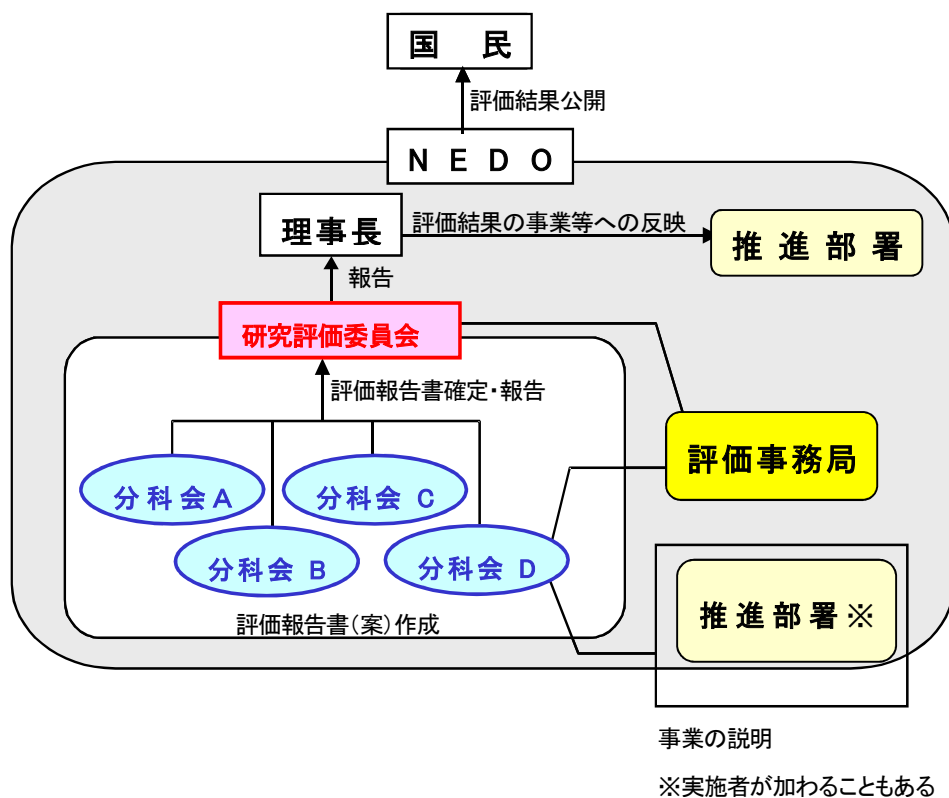 国 民
評価結果公開
N E D O
理事長
評価結果の事業等への反映
推進部署
報告
研究評価委員会
評価報告書確定・報告
評価事務局
分科会A
分科会 C
分科会 B
分科会 D
推進部署※
評価報告書(案)作成
事業の説明
※実施者が加わることもある